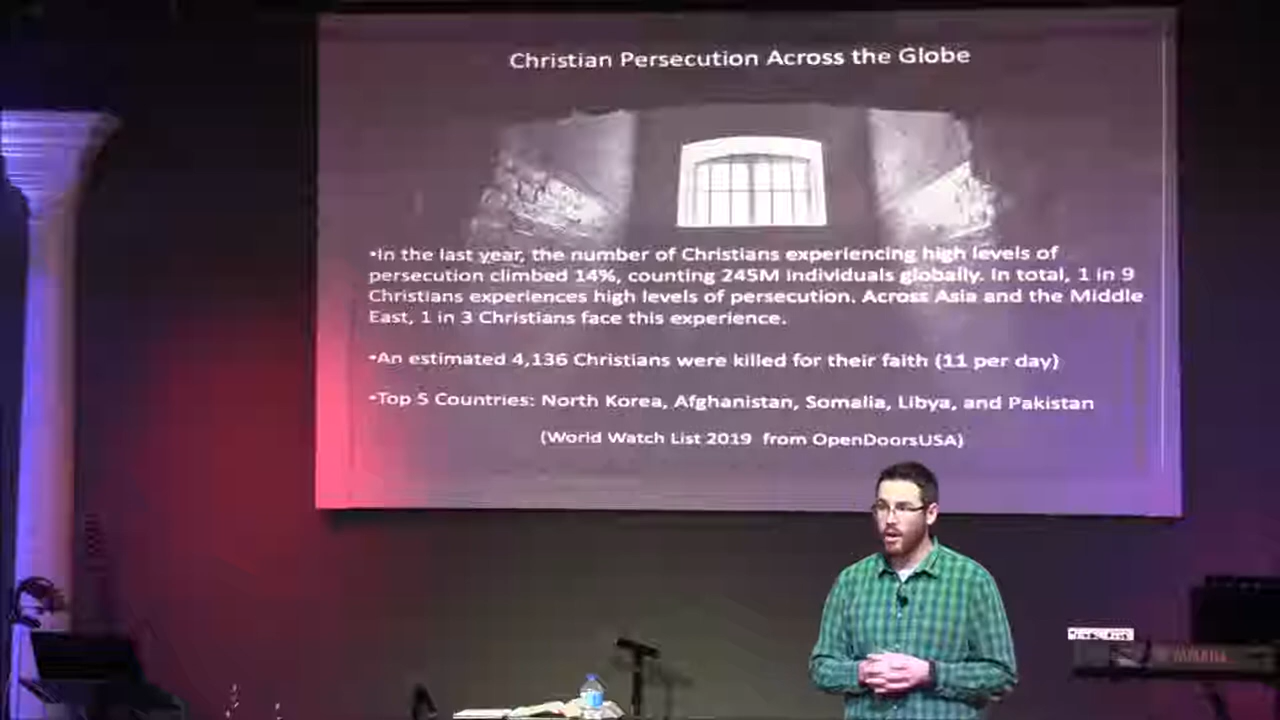 Christian Persecution Across the Globe
•In the last year, the number of Christians experiencing high levels of
persecution climbed 14%, counting 245M individuals globally. In total, 1 in 9
Christians experiences high levels of persecution. Across Asia and the Middle
East, 1 in 3 Christians face this experience.
•An estimated 4,136 Christians were killed for their faith (11 per day)
•Top 5 Countries: North Korea, Afghanistan, Somalia, Libya, and Pakistan
(World Watch List 2019 from OpenDoorsUSA)
YAMAHA